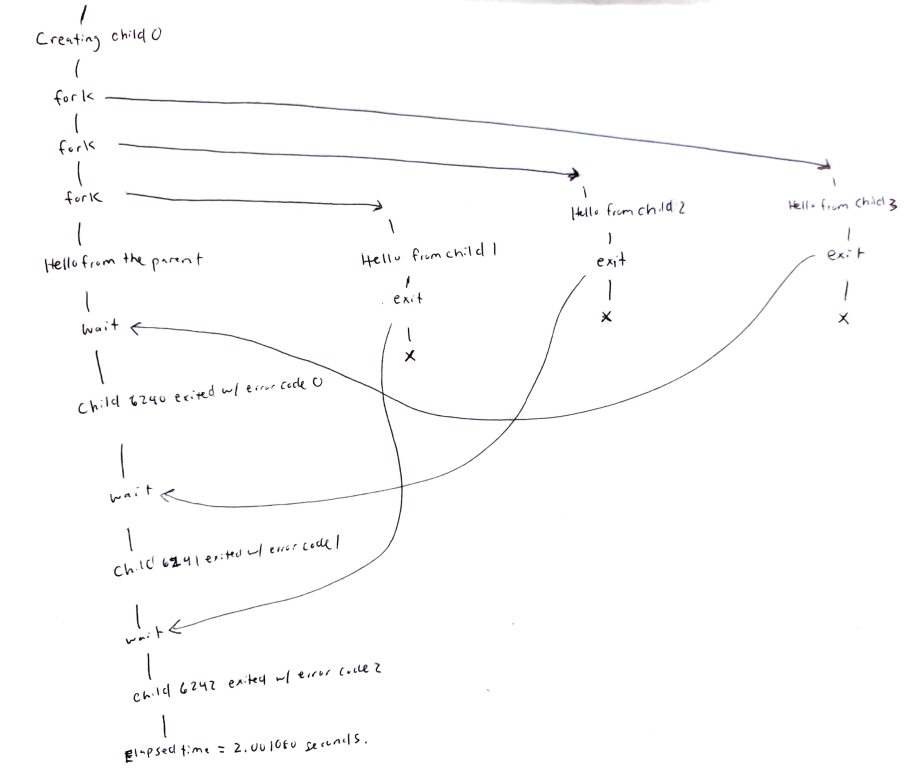 Creating child 0
fork
fork
fork
Hello from child 2
Hello from child 3
Hello from the parent
Hello from child 1
exit
exit
exit
x
x
wait
x
Child 6240 exited w/ error code 0
wait
Child 6241 exited w/ error code 1
wait
Child 6242 exited w/ error code 2
Elapsed time = 2.001060 seconds.